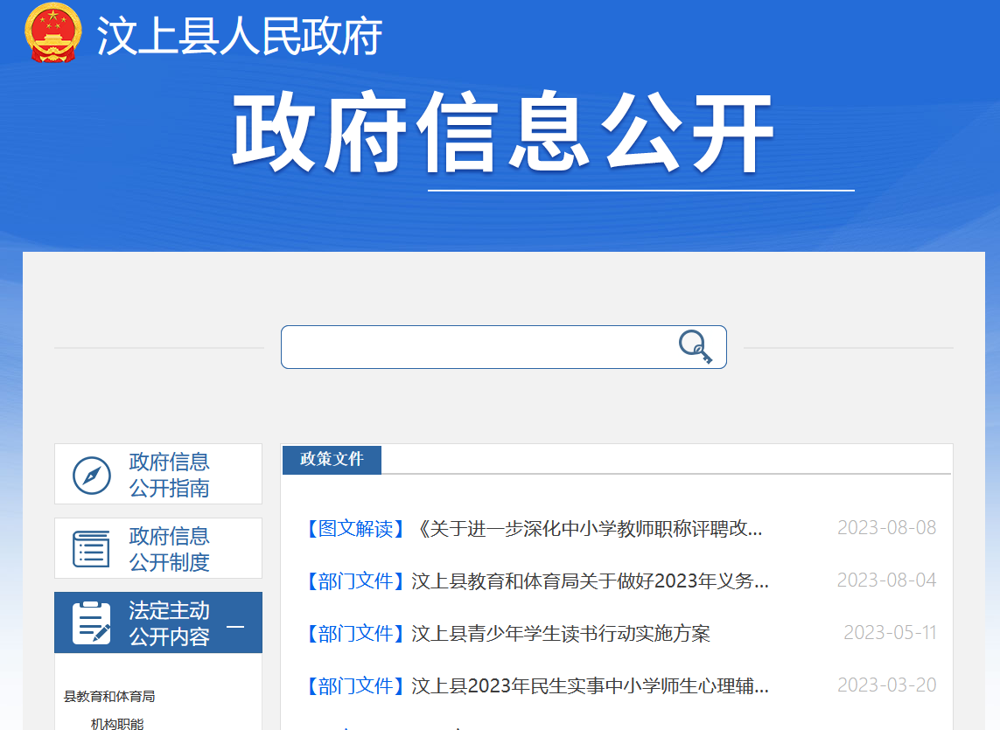 汶上县人民政府
政府信息公开
政府信息
公开指南
政府信息
公开制度
法定主动
公开内容
县教育和体育局
机构职能
政策文件
【图文解读】《关于进一步深化中小学教师职称评聘改... 2023-08-08
【部门文件】汶上县教育和体育局关于做好2023年义务... 2023-08-04
【部门文件】汶上县青少年学生读书行动实施方案 2023-05-11
【部门文件】汶上县2023年民生实事中小学师生心理辅... 2023-03-20